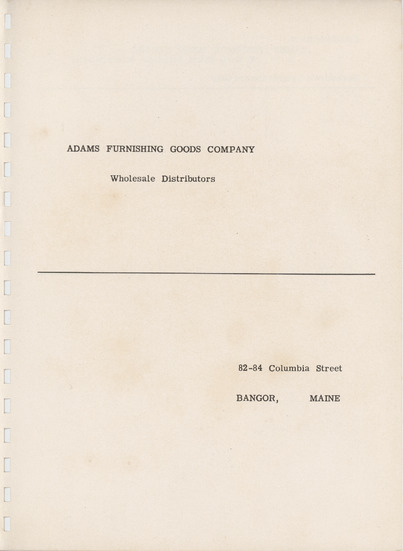 ADAMS FURNISHING GOODS COMPANY
Wholesale Distributors
82-84 Columbia Street
BANGOR, MAINE